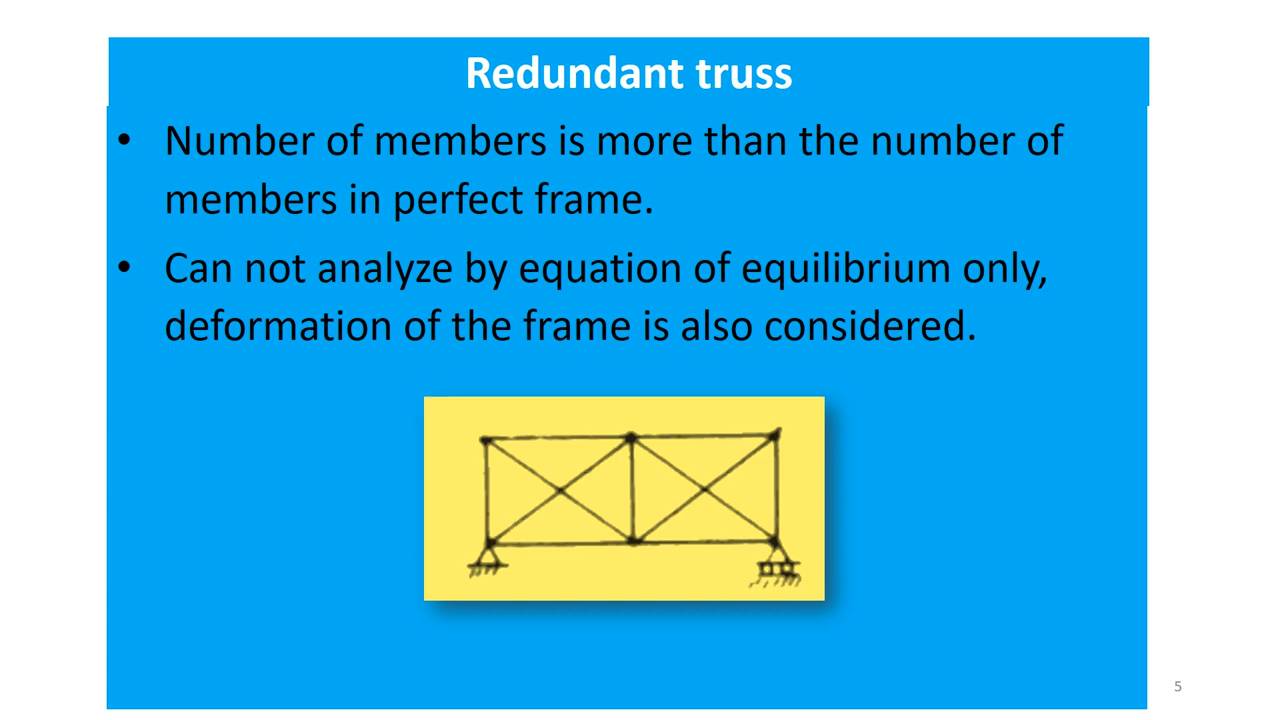 Redundant truss
• Number of members is more than the number of
members in perfect frame.
• Can not analyze by equation of equilibrium only,
deformation of the frame is also considered.
5